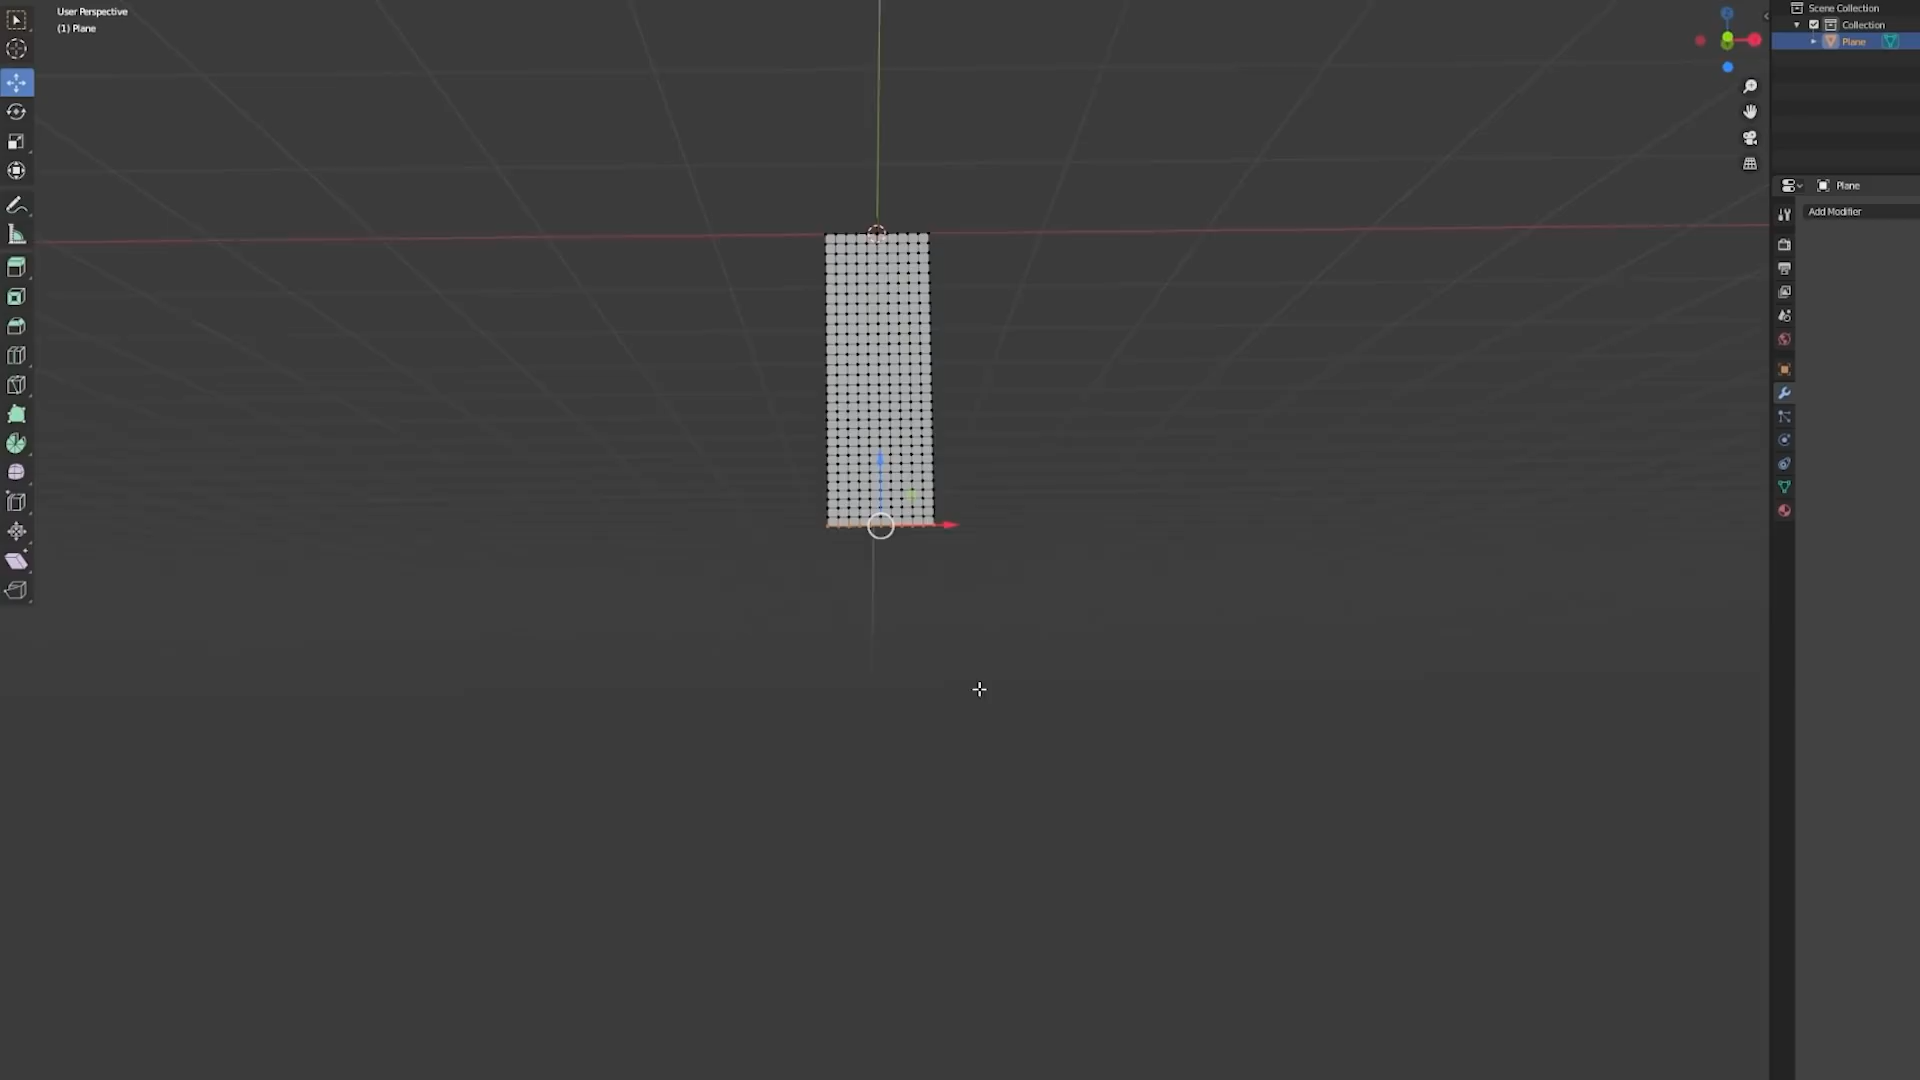 User Perspective
(1) Plane
Scene Collection
Collection
Plane
Plane
Add Modifier